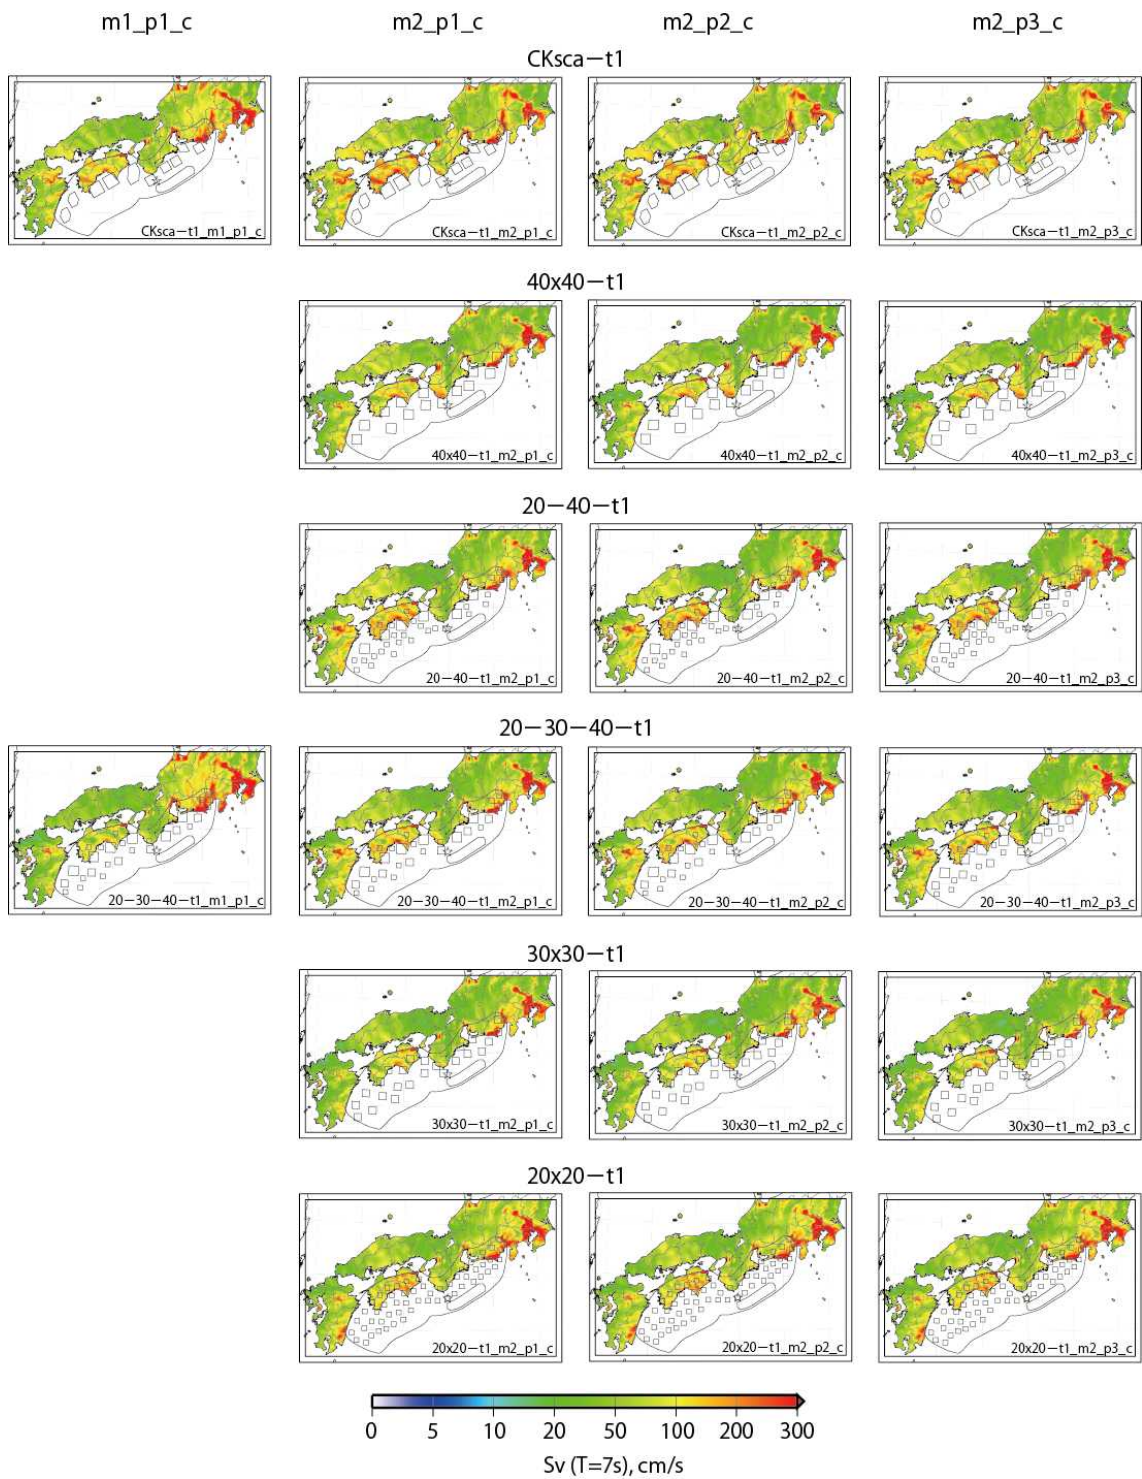 m1_p1_c m2_p1_c m2_p2_c m2_p3_c
CKsca−t1
CKsca−t1_m1_p1_c CKsca−t1_m2_p1_c CKsca−t1_m2_p2_c CKsca−t1_m2_p3_c
40x40−t1
40x40−t1_m2_p1_c 40x40−t1_m2_p2_c 40x40−t1_m2_p3_c
20−40−t1
20−40−t1_m2_p1_c 20−40−t1_m2_p2_c 20−40−t1_m2_p3_c
20−30−40−t1
20−30−40−t1_m1_p1_c 20−30−40−t1_m2_p1_c 20−30−40−t1_m2_p2_c 20−30−40−t1_m2_p3_c
30x30−t1
30x30−t1_m2_p1_c 30x30−t1_m2_p2_c 30x30−t1_m2_p3_c
20x20−t1
20x20−t1_m2_p1_c 20x20−t1_m2_p2_c 20x20−t1_m2_p3_c
0 5 10 20 50 100 200 300
Sv (T=7s), cm/s